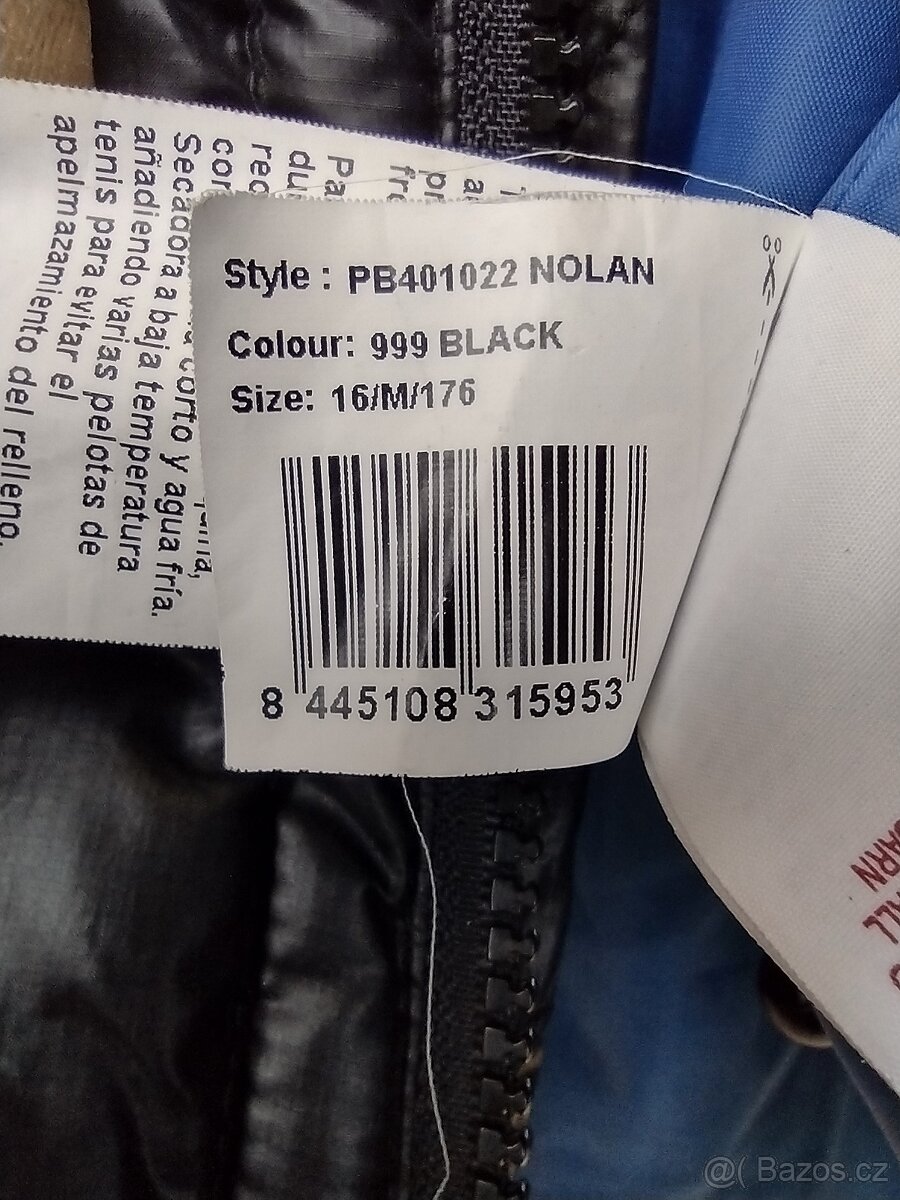 Style : PB401022 NOLAN
Colour: 999 BLACK
Size: 16/M/176
8 445108 315953
corto y agua fría.
Secadora a baja temperatura
añadiendo varias pelotas de
tenis para evitar el
apelmazamiento del relleno.
@( Bazos.cz